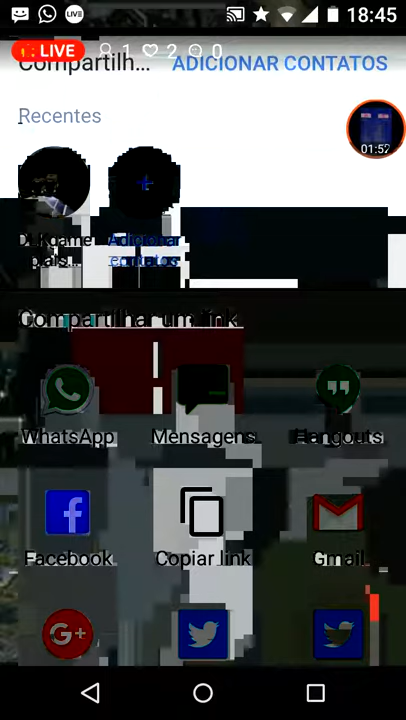 LIVE
18:45
LIVE 1 2 0
Compartilh... ADICIONAR CONTATOS
Recentes
01:52
Adicionar
contatos
Compartilhar um link
WhatsApp Mensagens Hangouts
Facebook Copiar link Gmail
G+